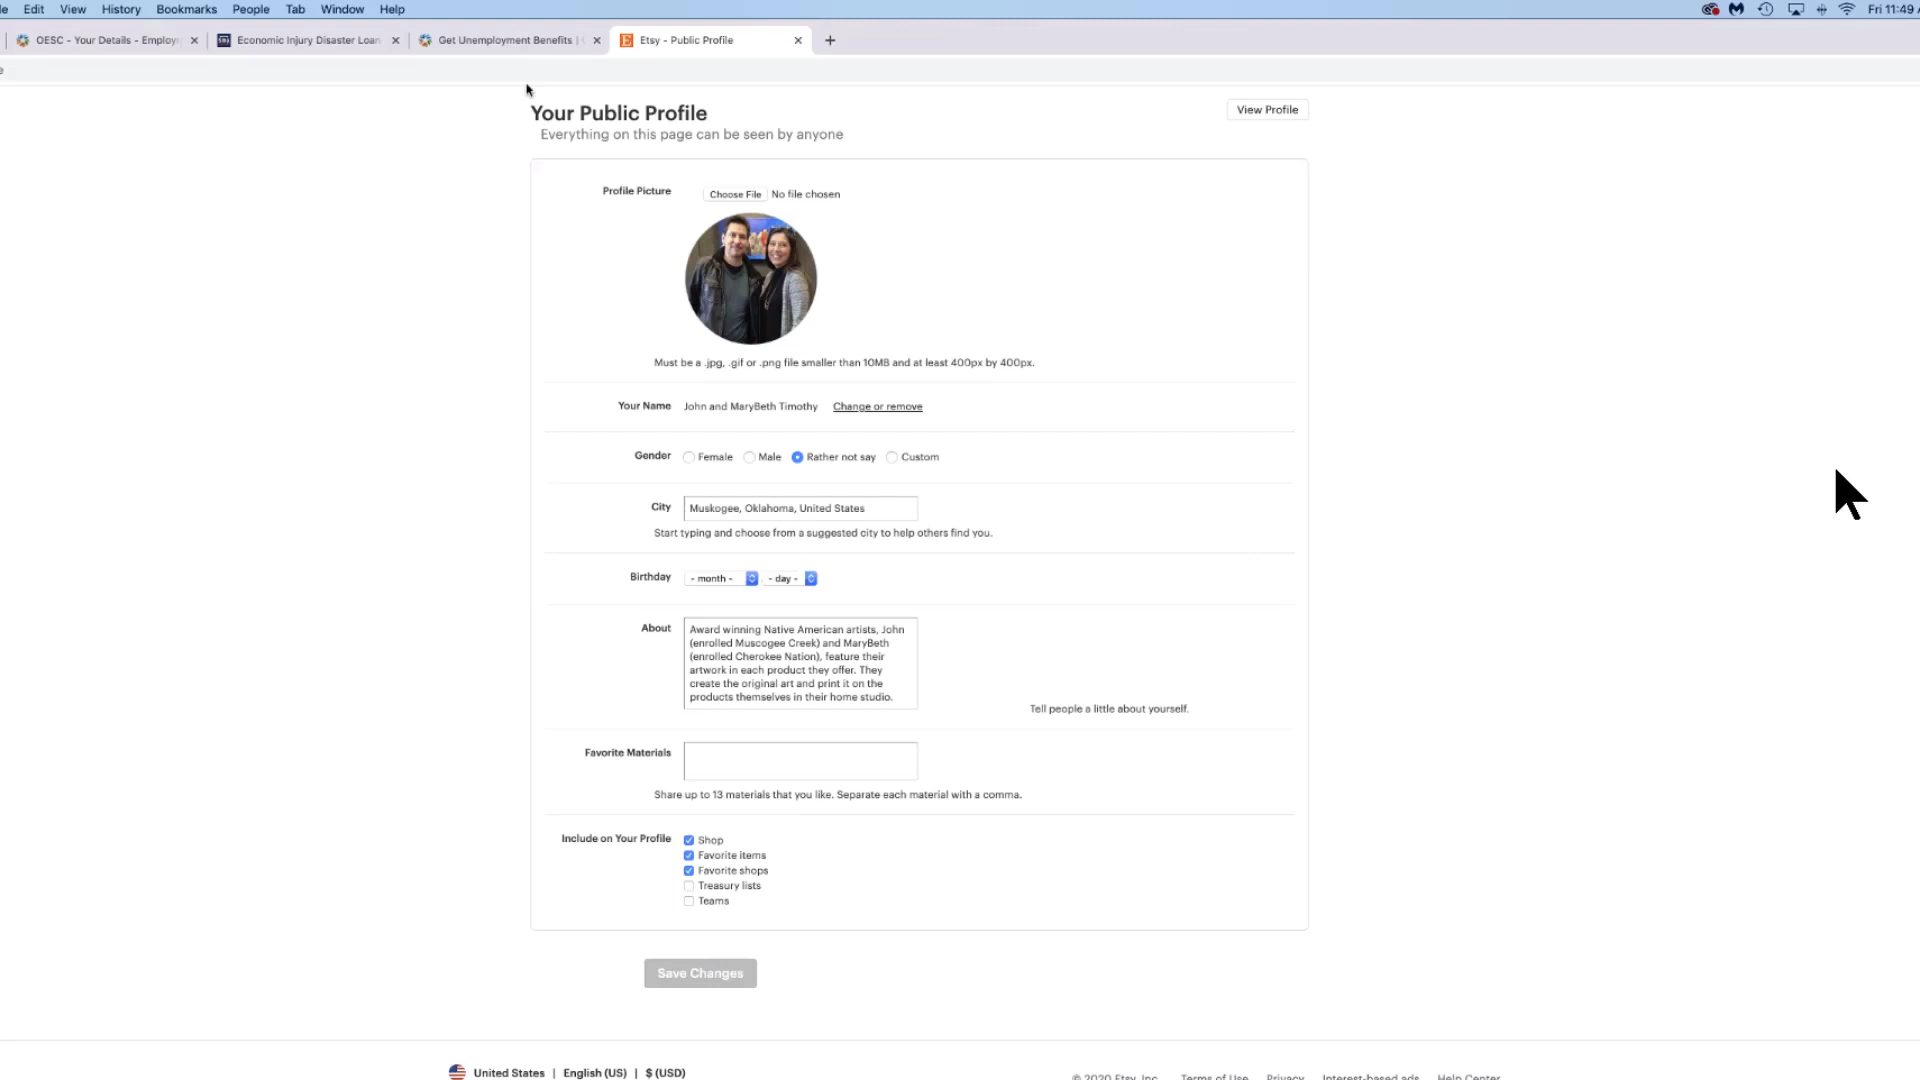 Edit View History Bookmarks People Tab Window Help Fri 11:49
OESC - Your Details - Employ Economic Injury Disaster Loan Get Unemployment Benefits | Etsy - Public Profile
Your Public Profile
View Profile
Everything on this page can be seen by anyone
Profile Picture Choose File No file chosen
Must be a .jpg, .gif or .png file smaller than 10MB and at least 400px by 400px.
Your Name John and MaryBeth Timothy Change or remove
Gender Female Male Rather not say Custom
City Muskogee, Oklahoma, United States
Start typing and choose from a suggested city to help others find you.
Birthday - month - - day -
About Award winning Native American artists, John
(enrolled Muscogee Creek) and MaryBeth
(enrolled Cherokee Nation), feature their
artwork in each product they offer. They
create the original art and print it on the
products themselves in their home studio.
Tell people a little about yourself.
Favorite Materials
Share up to 13 materials that you like. Separate each material with a comma.
Include on Your Profile Shop
Favorite items
Favorite shops
Treasury lists
Teams
Save Changes
United States | English (US) | $ (USD)
© 2020 Etsy, Inc. Terms of Use Privacy Interest-based ads Help Center